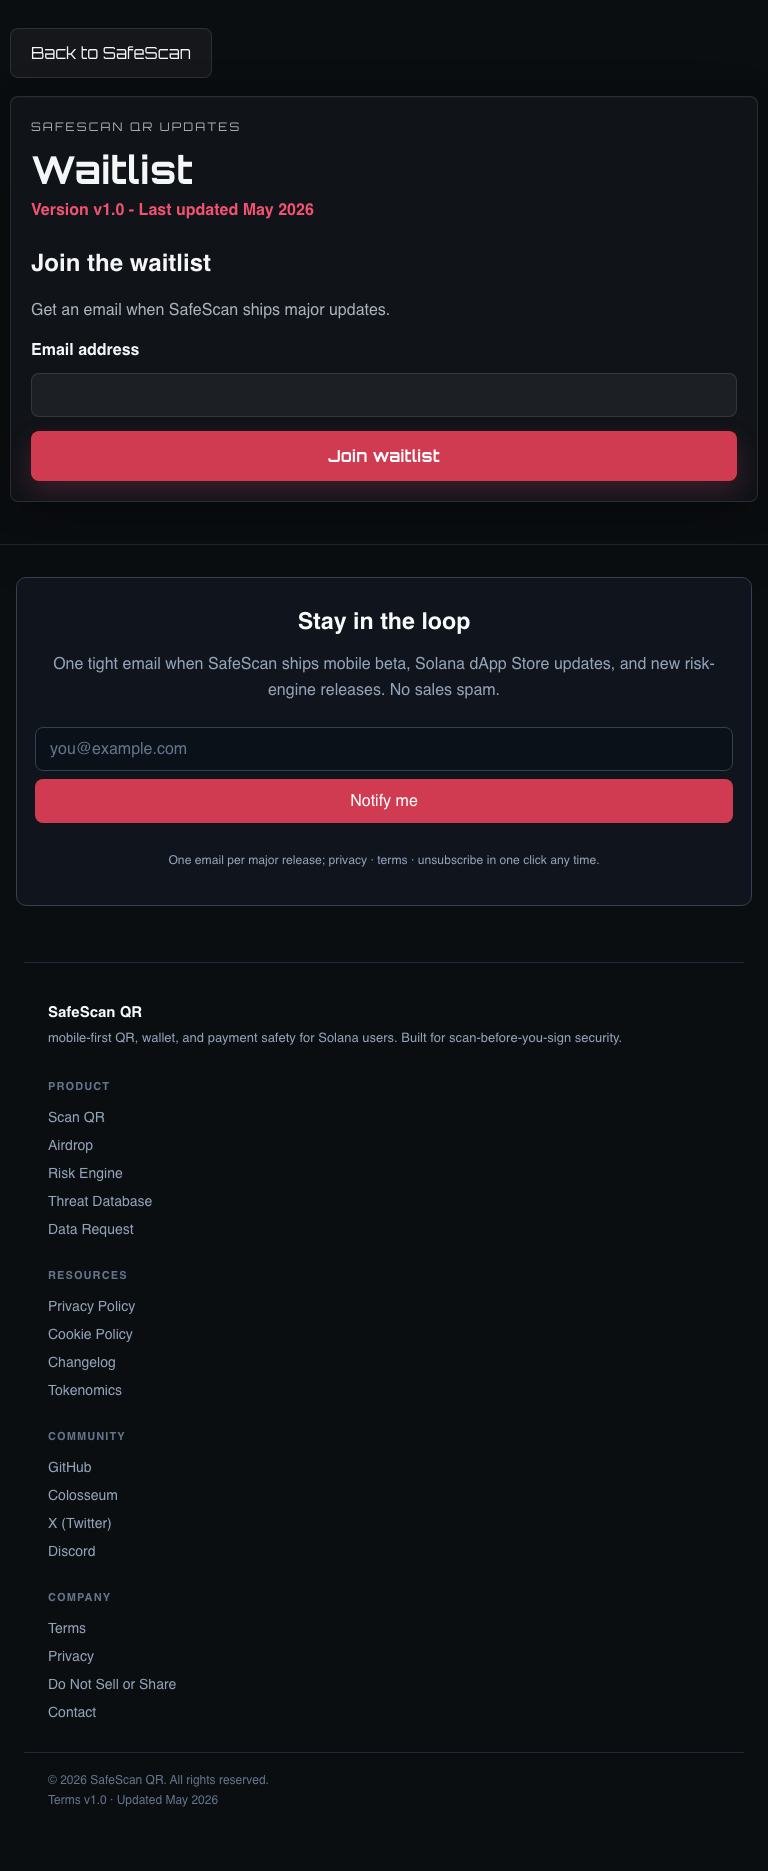 Back to SafeScan
SAFESCAN QR UPDATES
Waitlist
Version v1.0 - Last updated May 2026
Join the waitlist
Get an email when SafeScan ships major updates.
Email address
Join waitlist
Stay in the loop
One tight email when SafeScan ships mobile beta, Solana dApp Store updates, and new risk-
engine releases. No sales spam.
you@example.com
Notify me
One email per major release; privacy · terms · unsubscribe in one click any time.
SafeScan QR
mobile-first QR, wallet, and payment safety for Solana users. Built for scan-before-you-sign security.
PRODUCT
Scan QR
Airdrop
Risk Engine
Threat Database
Data Request
RESOURCES
Privacy Policy
Cookie Policy
Changelog
Tokenomics
COMMUNITY
GitHub
Colosseum
X (Twitter)
Discord
COMPANY
Terms
Privacy
Do Not Sell or Share
Contact
© 2026 SafeScan QR. All rights reserved.
Terms v1.0 · Updated May 2026